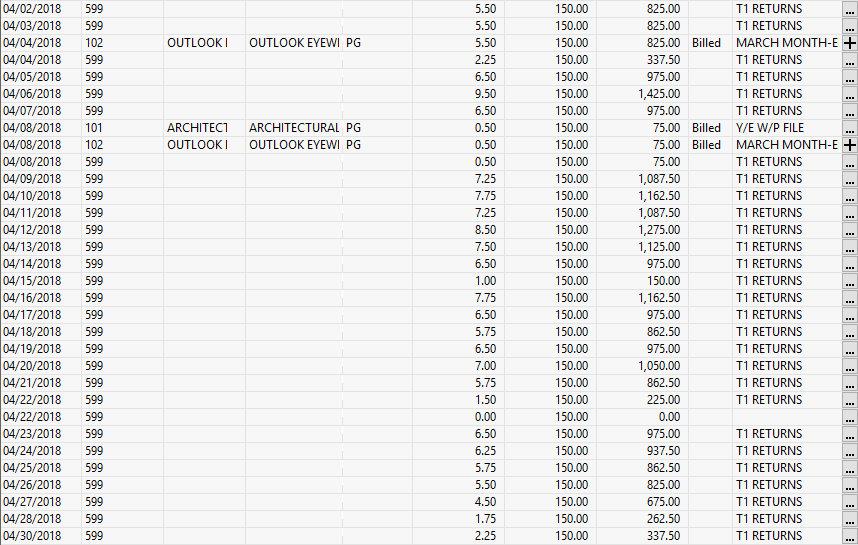 04/02/2018 599 5.50 150.00 825.00 T1 RETURNS ...
04/03/2018 599 5.50 150.00 825.00 T1 RETURNS ...
04/04/2018 102 OUTLOOK I OUTLOOK EYEWI PG 5.50 150.00 825.00 Billed MARCH MONTH-E +
04/04/2018 599 2.25 150.00 337.50 T1 RETURNS ...
04/05/2018 599 6.50 150.00 975.00 T1 RETURNS ...
04/06/2018 599 9.50 150.00 1,425.00 T1 RETURNS ...
04/07/2018 599 6.50 150.00 975.00 T1 RETURNS ...
04/08/2018 101 ARCHITECT ARCHITECTURAL PG 0.50 150.00 75.00 Billed Y/E W/P FILE ...
04/08/2018 102 OUTLOOK I OUTLOOK EYEWI PG 0.50 150.00 75.00 Billed MARCH MONTH-E +
04/08/2018 599 0.50 150.00 75.00 T1 RETURNS ...
04/09/2018 599 7.25 150.00 1,087.50 T1 RETURNS ...
04/10/2018 599 7.75 150.00 1,162.50 T1 RETURNS ...
04/11/2018 599 7.25 150.00 1,087.50 T1 RETURNS ...
04/12/2018 599 8.50 150.00 1,275.00 T1 RETURNS ...
04/13/2018 599 7.50 150.00 1,125.00 T1 RETURNS ...
04/14/2018 599 6.50 150.00 975.00 T1 RETURNS ...
04/15/2018 599 1.00 150.00 150.00 T1 RETURNS ...
04/16/2018 599 7.75 150.00 1,162.50 T1 RETURNS ...
04/17/2018 599 6.50 150.00 975.00 T1 RETURNS ...
04/18/2018 599 5.75 150.00 862.50 T1 RETURNS ...
04/19/2018 599 6.50 150.00 975.00 T1 RETURNS ...
04/20/2018 599 7.00 150.00 1,050.00 T1 RETURNS ...
04/21/2018 599 5.75 150.00 862.50 T1 RETURNS ...
04/22/2018 599 1.50 150.00 225.00 T1 RETURNS ...
04/22/2018 599 0.00 150.00 0.00 ...
04/23/2018 599 6.50 150.00 975.00 T1 RETURNS ...
04/24/2018 599 6.25 150.00 937.50 T1 RETURNS ...
04/25/2018 599 5.75 150.00 862.50 T1 RETURNS ...
04/26/2018 599 5.50 150.00 825.00 T1 RETURNS ...
04/27/2018 599 4.50 150.00 675.00 T1 RETURNS ...
04/28/2018 599 1.75 150.00 262.50 T1 RETURNS ...
04/30/2018 599 2.25 150.00 337.50 T1 RETURNS ...